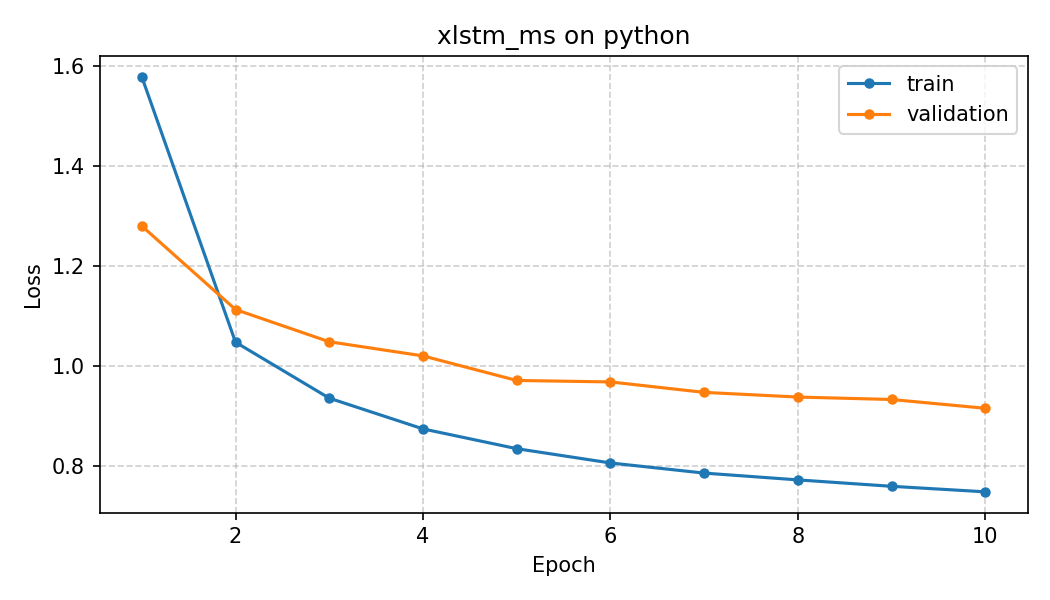 xlstm_ms on python
train
validation
Loss
1.6
1.4
1.2
1.0
0.8
2 4 6 8 10
Epoch